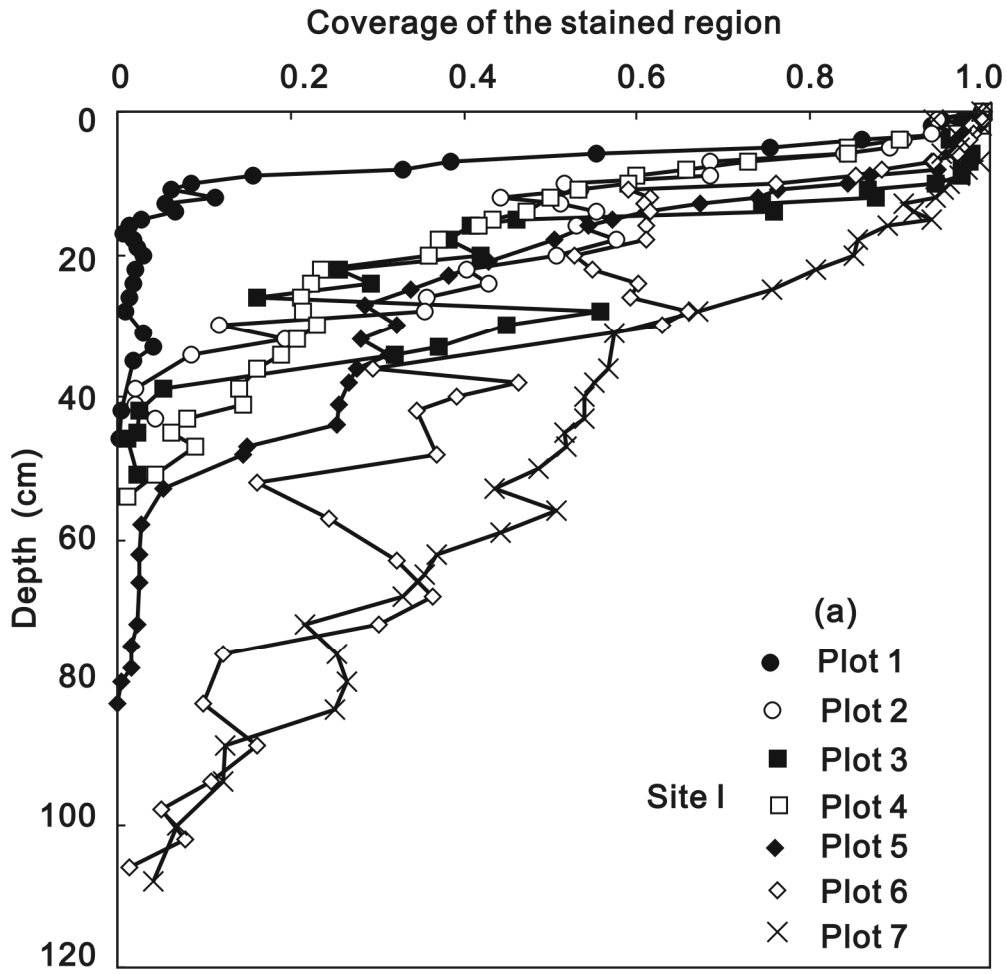 Coverage of the stained region
0 0.2 0.4 0.6 0.8 1.0
0
20
40
60
80
100
120
Depth (cm)
(a)
Plot 1
Plot 2
Plot 3
Site I
Plot 4
Plot 5
Plot 6
Plot 7